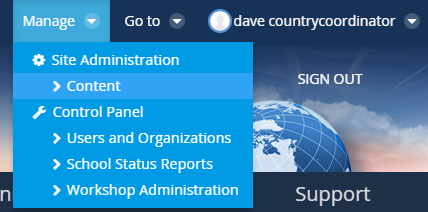 Manage Go to dave countrycoordinator
Site Administration
Content
SIGN OUT
Control Panel
Users and Organizations
School Status Reports
Workshop Administration
Support